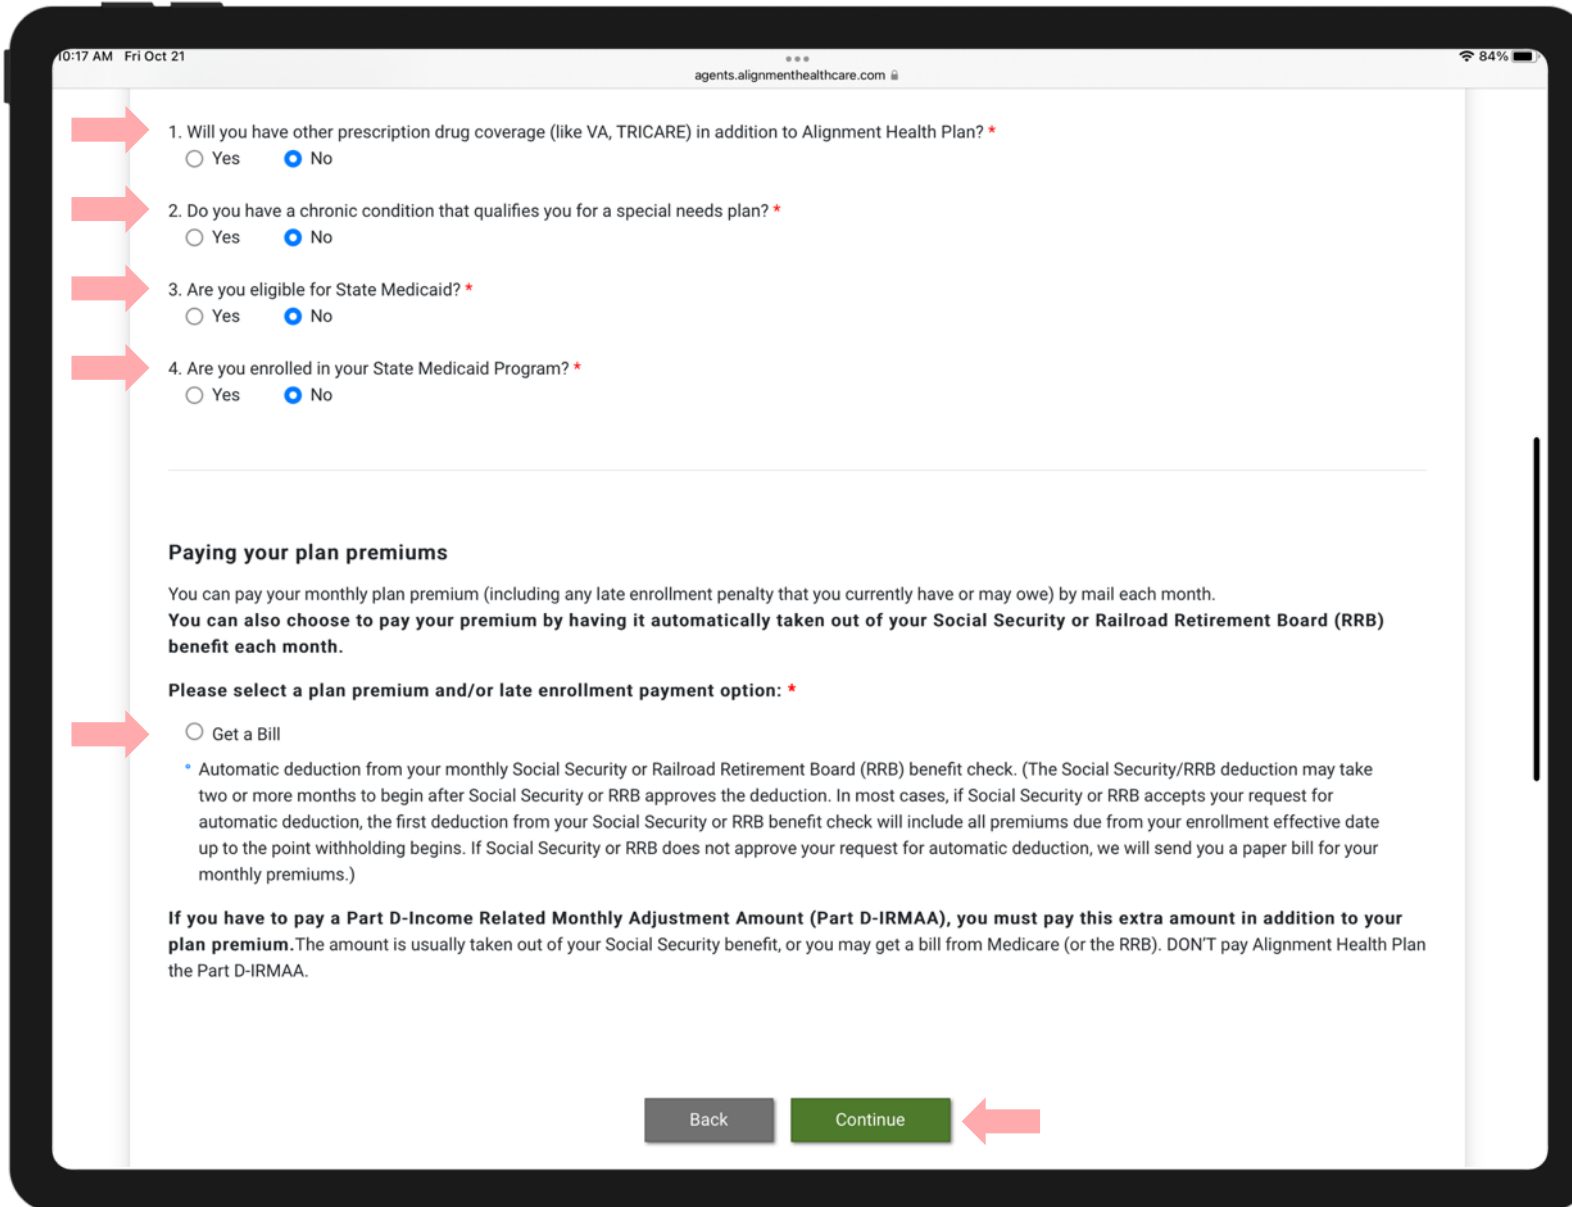 10:17 AM Fri Oct 21
84%
agents.alignmenthealthcare.com
1. Will you have other prescription drug coverage (like VA, TRICARE) in addition to Alignment Health Plan? *
Yes No
2. Do you have a chronic condition that qualifies you for a special needs plan? *
Yes No
3. Are you eligible for State Medicaid? *
Yes No
4. Are you enrolled in your State Medicaid Program? *
Yes No
Paying your plan premiums
You can pay your monthly plan premium (including any late enrollment penalty that you currently have or may owe) by mail each month.
You can also choose to pay your premium by having it automatically taken out of your Social Security or Railroad Retirement Board (RRB)
benefit each month.
Please select a plan premium and/or late enrollment payment option: *
Get a Bill
Automatic deduction from your monthly Social Security or Railroad Retirement Board (RRB) benefit check. (The Social Security/RRB deduction may take
two or more months to begin after Social Security or RRB approves the deduction. In most cases, if Social Security or RRB accepts your request for
automatic deduction, the first deduction from your Social Security or RRB benefit check will include all premiums due from your enrollment effective date
up to the point withholding begins. If Social Security or RRB does not approve your request for automatic deduction, we will send you a paper bill for your
monthly premiums.)
If you have to pay a Part D-Income Related Monthly Adjustment Amount (Part D-IRMAA), you must pay this extra amount in addition to your
plan premium.The amount is usually taken out of your Social Security benefit, or you may get a bill from Medicare (or the RRB). DON'T pay Alignment Health Plan
the Part D-IRMAA.
Back Continue